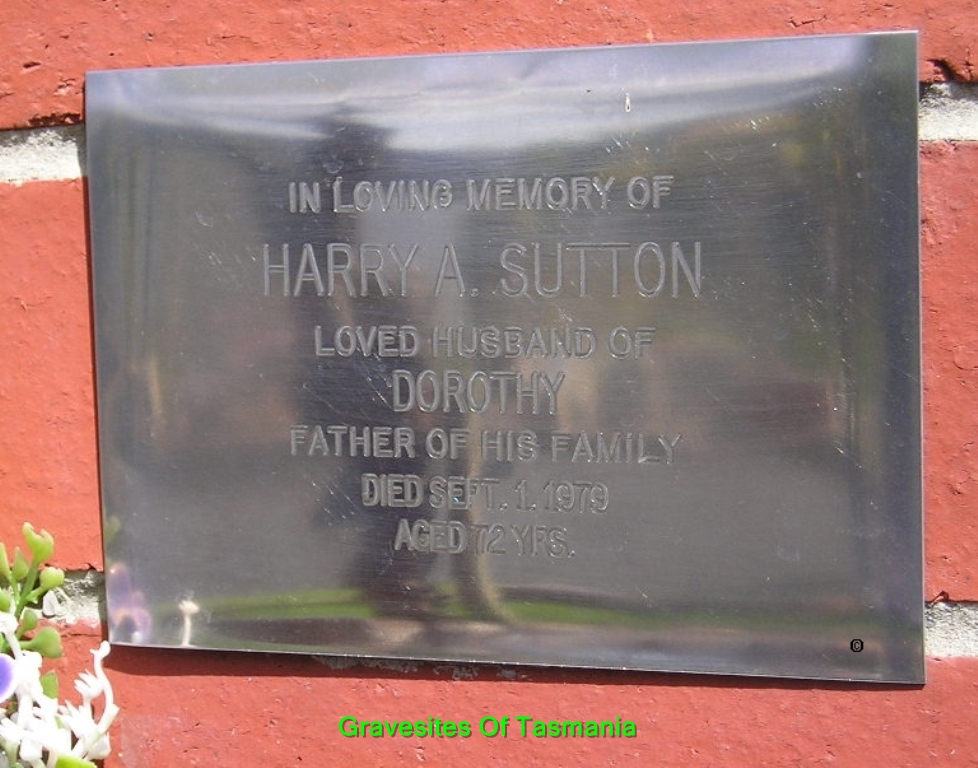 IN LOVING MEMORY OF
HARRY A. SUTTON
LOVED HUSBAND OF
DOROTHY
FATHER OF HIS FAMILY
DIED SEPT. 1. 1979
AGED 72 YRS.
©
Gravesites Of Tasmania